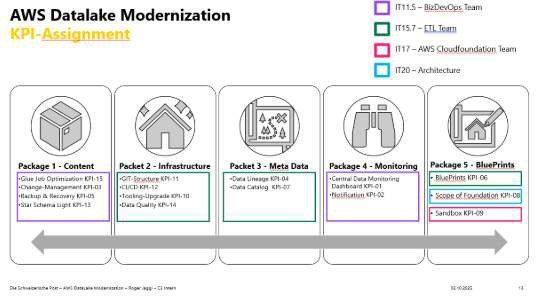 AWS Datalake Modernization
KPI-Assignment
IT11.5 – BizDevOps Team
IT15.7 – ETL Team
IT17 – AWS Cloudfoundation Team
IT20 – Architecture
Package 1 - Content
•Glue Job Optimization KPI-15
•Change-Management KPI-03
•Backup & Recovery KPI-05
•Star Schema Light KPI-13
Packet 2 - Infrastructure
•GIT-Structure KPI-11
•CI/CD KPI-12
•Tooling-Upgrade KPI-10
•Data Quality KPI-14
Packet 3 - Meta Data
•Data Lineage KPI-04
•Data Catalog KPI-07
Package 4 - Monitoring
•Central Data Monitoring
Dashboard KPI-01
•Notification KPI-02
Package 5 - BluePrints
• BluePrints KPI-06
• Scope of Foundation KPI-08
• Sandbox KPI-09
Die Schweizerische Post – AWS DataLake Modernization – Roger Jaggi – C2 Intern
02.10.2025
13